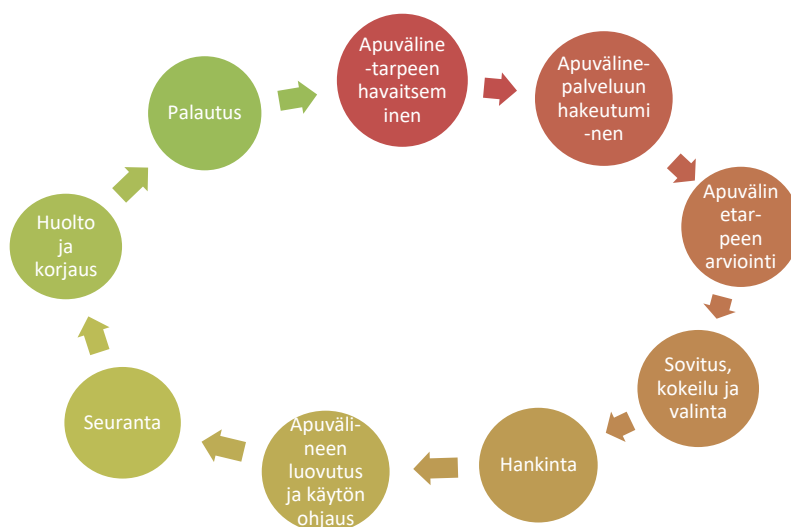 Apuväline
-tarpeen
havaitsem
inen
Apuväline-
palveluun
hakeutumi
-nen
Apuvälin
etar-
peen
arviointi
Sovitus,
kokeilu ja
valinta
Hankinta
Apuväli-
neen
luovutus
ja käytön
ohjaus
Seuranta
Huolto
ja
korjaus
Palautus